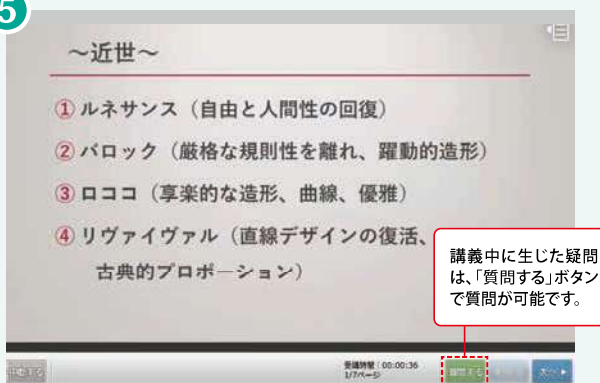 5
～近世～
① ルネサンス（自由と人間性の回復）
② バロック（厳格な規則性を離れ、躍動的造形）
③ ロココ（享楽的な造形、曲線、優雅）
④ リヴァイヴァル（直線デザインの復活、
古典的プロポーション）
講義中に生じた疑問
は、「質問する」ボタン
で質問が可能です。
受講時間：00:00:36
1/7ページ
質問する
次へ